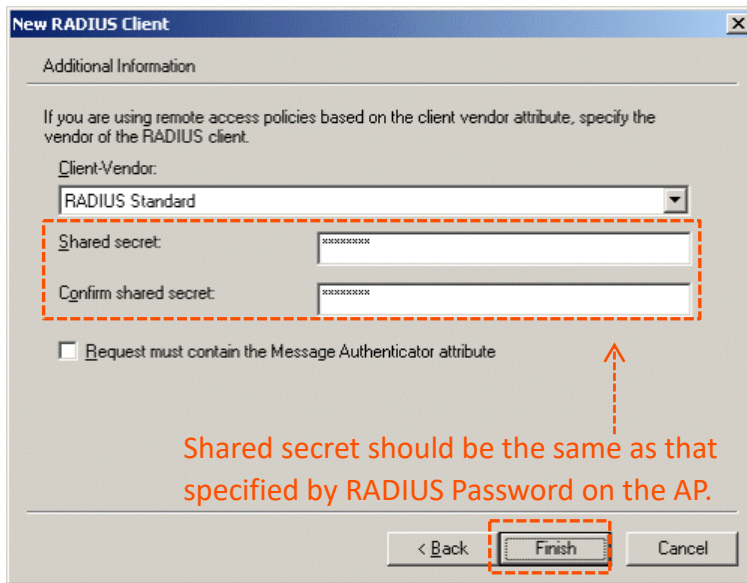 New RADIUS Client
Additional Information
If you are using remote access policies based on the client vendor attribute, specify the
vendor of the RADIUS client.
Client-Vendor:
RADIUS Standard
Shared secret: xxxxxxxx
Confirm shared secret: xxxxxxxx
Request must contain the Message Authenticator attribute
Shared secret should be the same as that
specified by RADIUS Password on the AP.
< Back Finish Cancel